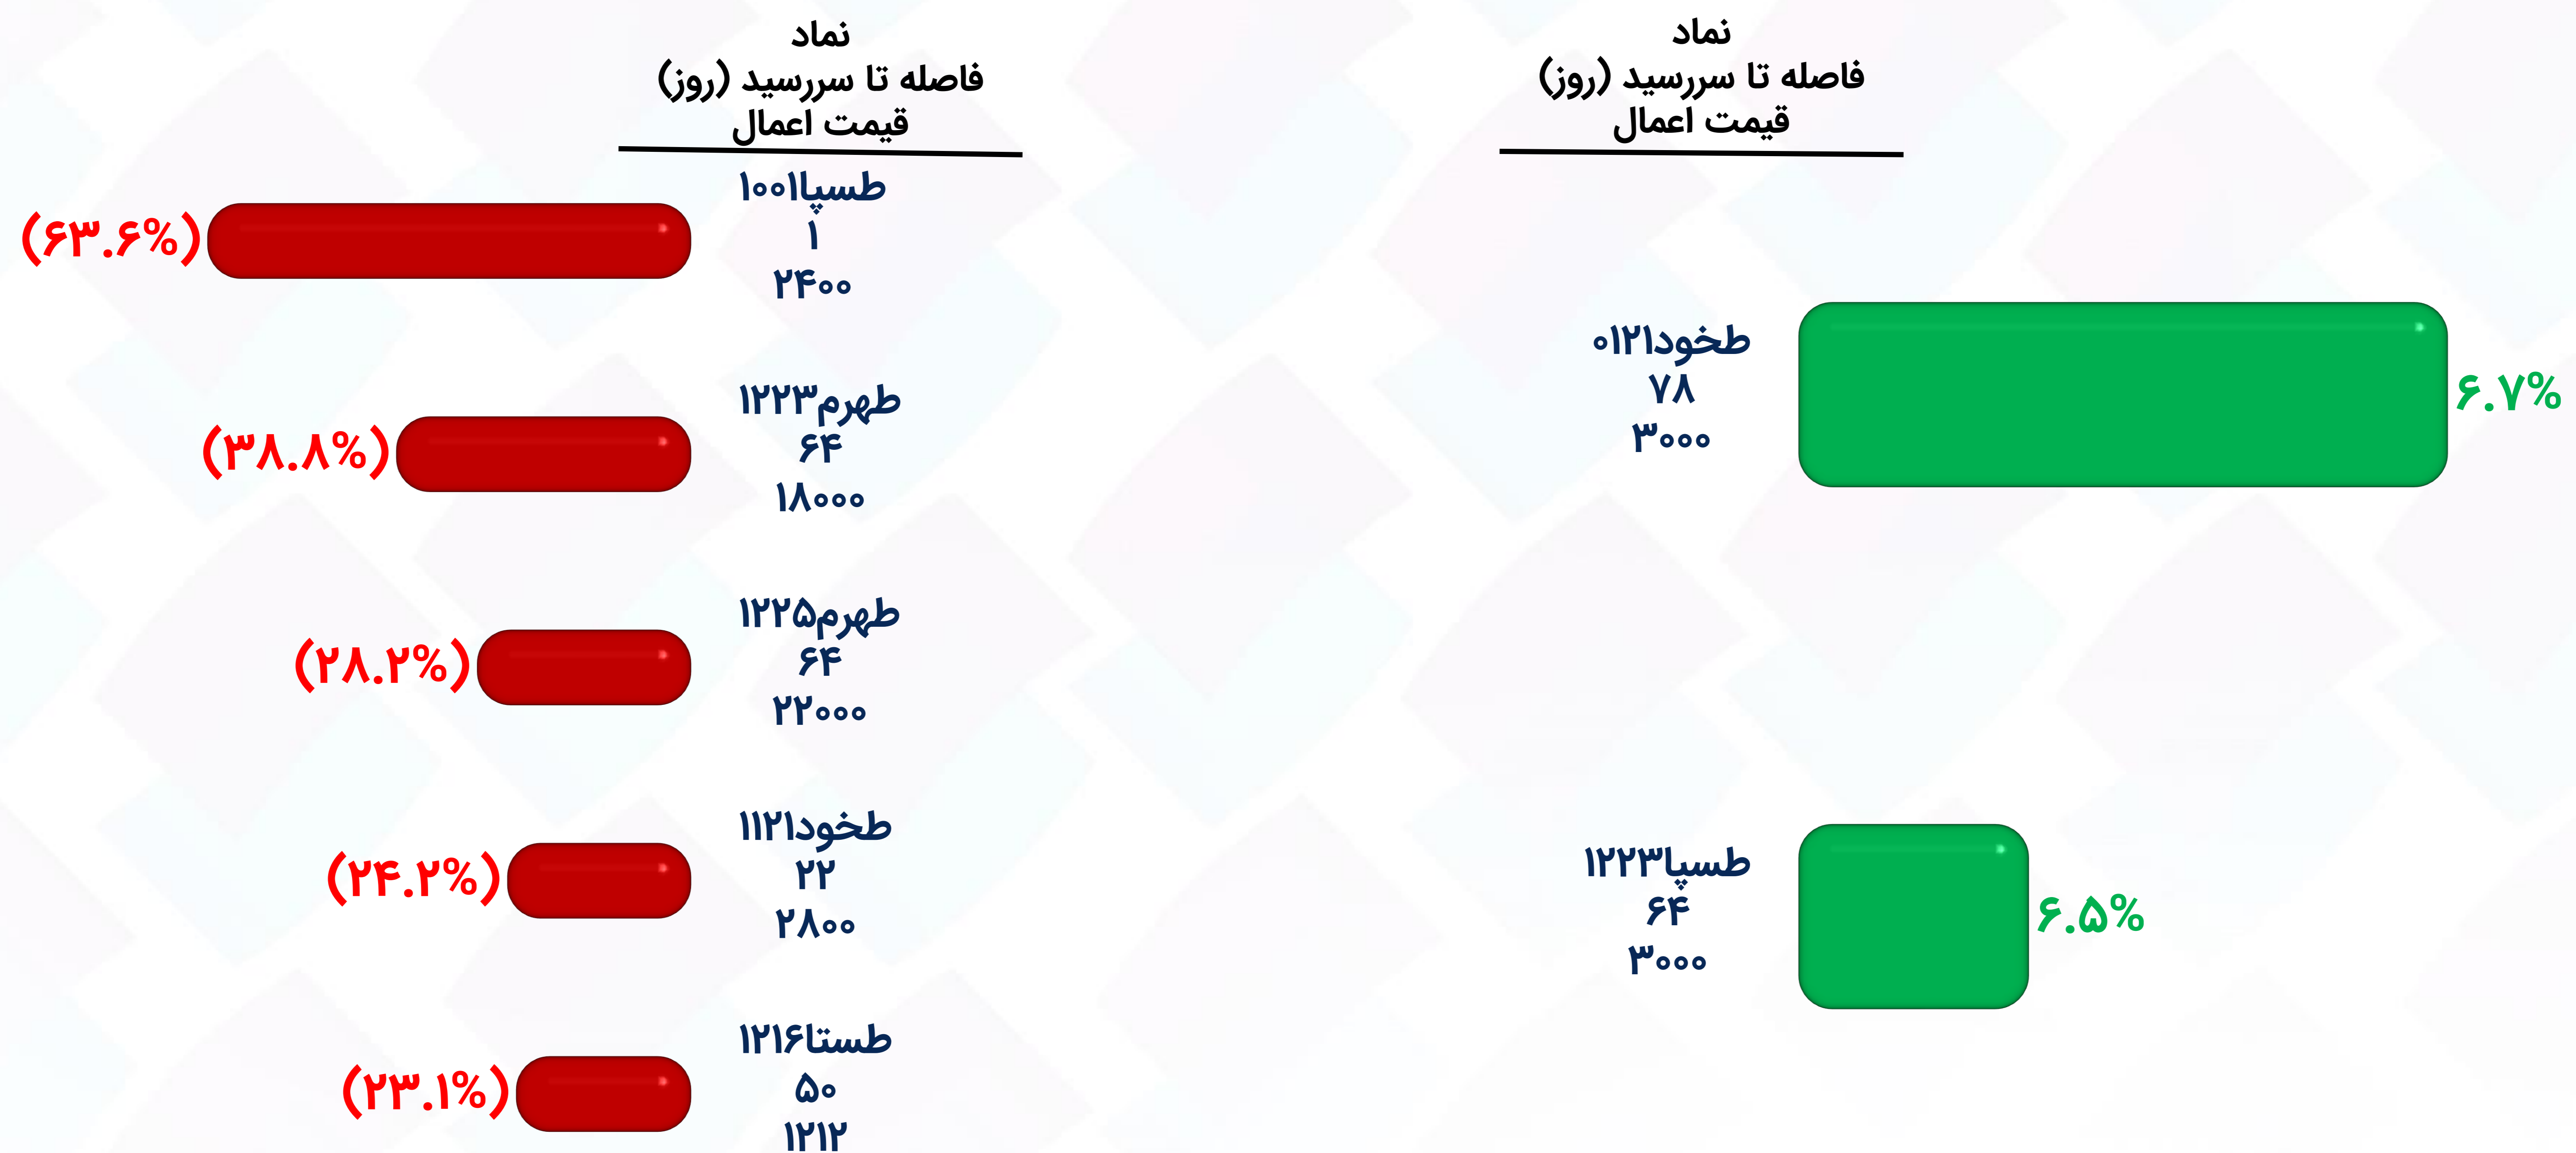 نماد
فاصله تا سررسید (روز)
قیمت اعمال
طخود۰۱۲۱
۷۸
۳۰۰۰
۶.۷%
طسپا۱۲۲۳
۶۴
۳۰۰۰
۶.۵%
نماد
فاصله تا سررسید (روز)
قیمت اعمال
طسپا۱۰۰۱
۱
۲۴۰۰
(۶۳.۶%)
طهرم۱۲۲۳
۶۴
۱۸۰۰۰
(۳۸.۸%)
طهرم۱۲۲۵
۶۴
۲۲۰۰۰
(۲۸.۲%)
طخود۱۱۲۱
۲۲
۲۸۰۰
(۲۴.۲%)
طستا۱۲۱۶
۵۰
۱۲۱۲
(۲۳.۱%)